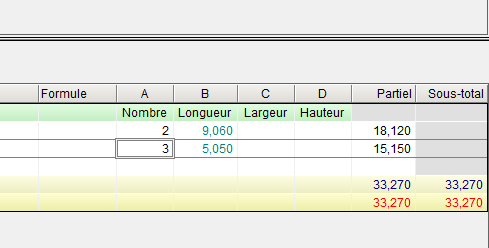 Formule A B C D Partiel Sous-total
Nombre Longueur Largeur Hauteur
2 9,060 18,120
3 5,050 15,150
33,270 33,270
33,270 33,270